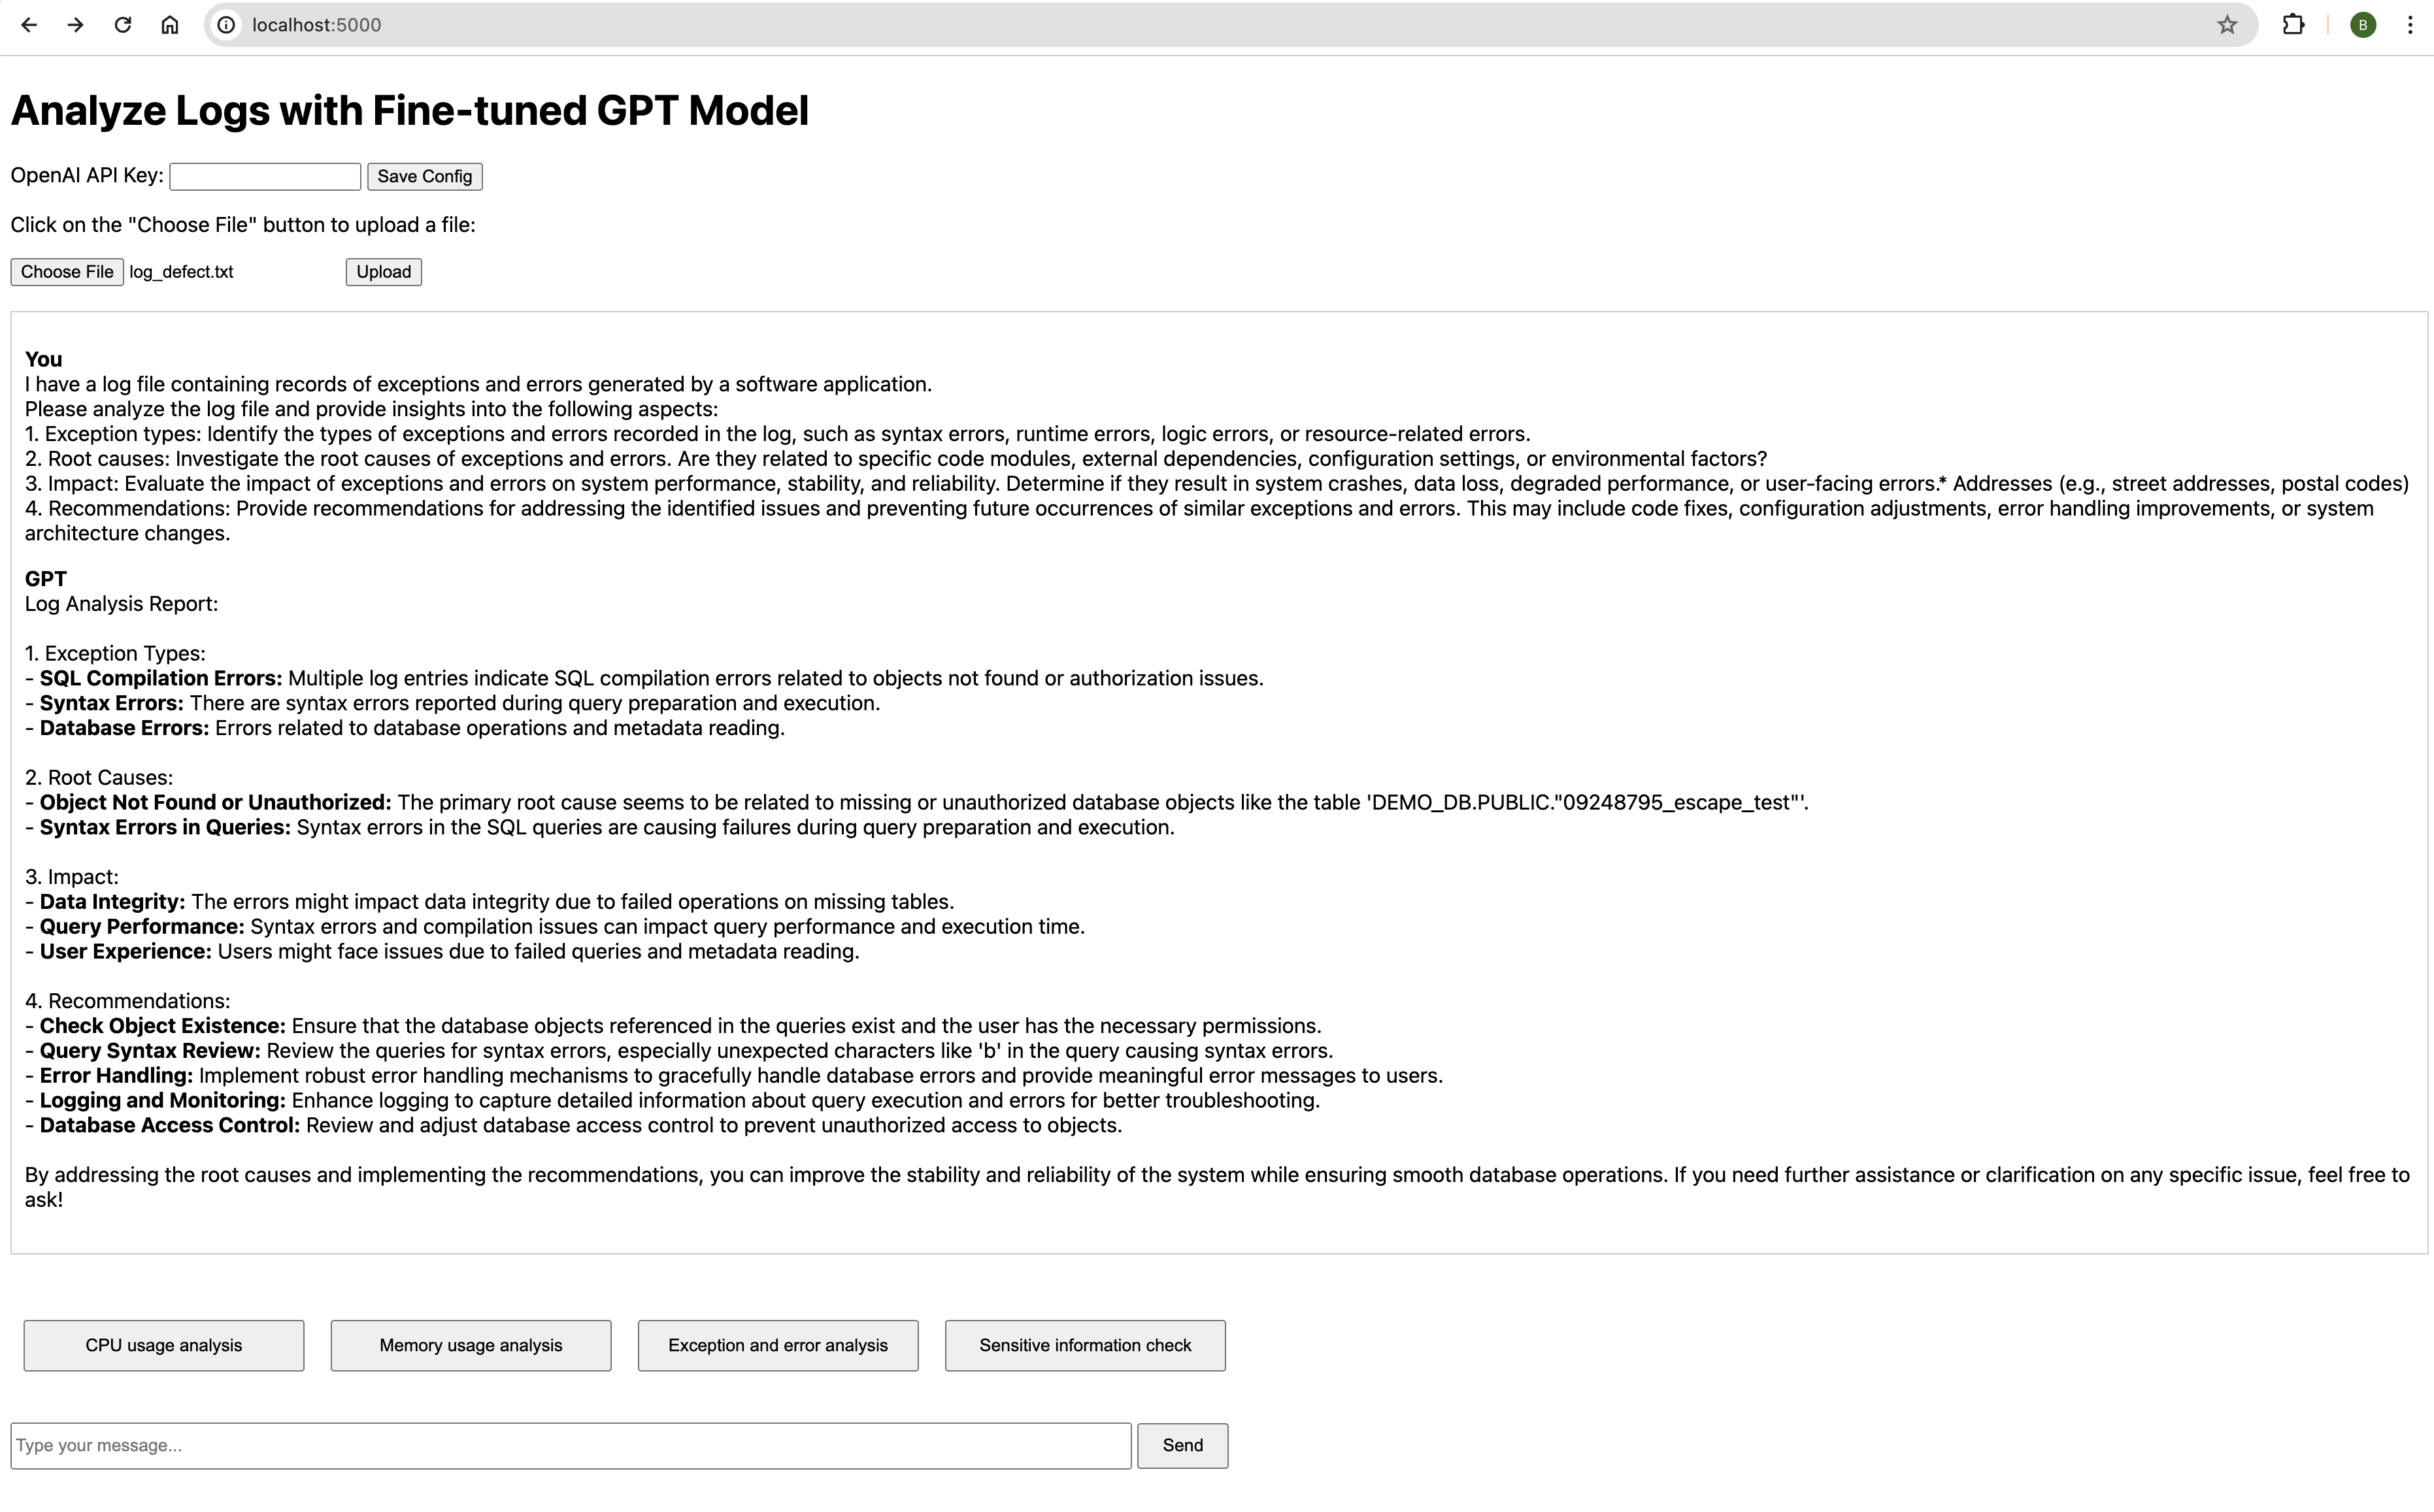 localhost:5000
B
Analyze Logs with Fine-tuned GPT Model
OpenAI API Key: Save Config
Click on the "Choose File" button to upload a file:
Choose File log_defect.txt Upload
You
I have a log file containing records of exceptions and errors generated by a software application.
Please analyze the log file and provide insights into the following aspects:
1. Exception types: Identify the types of exceptions and errors recorded in the log, such as syntax errors, runtime errors, logic errors, or resource-related errors.
2. Root causes: Investigate the root causes of exceptions and errors. Are they related to specific code modules, external dependencies, configuration settings, or environmental factors?
3. Impact: Evaluate the impact of exceptions and errors on system performance, stability, and reliability. Determine if they result in system crashes, data loss, degraded performance, or user-facing errors.* Addresses (e.g., street addresses, postal codes)
4. Recommendations: Provide recommendations for addressing the identified issues and preventing future occurrences of similar exceptions and errors. This may include code fixes, configuration adjustments, error handling improvements, or system
architecture changes.
GPT
Log Analysis Report:
1. Exception Types:
- SQL Compilation Errors: Multiple log entries indicate SQL compilation errors related to objects not found or authorization issues.
- Syntax Errors: There are syntax errors reported during query preparation and execution.
- Database Errors: Errors related to database operations and metadata reading.
2. Root Causes:
- Object Not Found or Unauthorized: The primary root cause seems to be related to missing or unauthorized database objects like the table 'DEMO_DB.PUBLIC."09248795_escape_test"'.
- Syntax Errors in Queries: Syntax errors in the SQL queries are causing failures during query preparation and execution.
3. Impact:
- Data Integrity: The errors might impact data integrity due to failed operations on missing tables.
- Query Performance: Syntax errors and compilation issues can impact query performance and execution time.
- User Experience: Users might face issues due to failed queries and metadata reading.
4. Recommendations:
- Check Object Existence: Ensure that the database objects referenced in the queries exist and the user has the necessary permissions.
- Query Syntax Review: Review the queries for syntax errors, especially unexpected characters like 'b' in the query causing syntax errors.
- Error Handling: Implement robust error handling mechanisms to gracefully handle database errors and provide meaningful error messages to users.
- Logging and Monitoring: Enhance logging to capture detailed information about query execution and errors for better troubleshooting.
- Database Access Control: Review and adjust database access control to prevent unauthorized access to objects.
By addressing the root causes and implementing the recommendations, you can improve the stability and reliability of the system while ensuring smooth database operations. If you need further assistance or clarification on any specific issue, feel free to
ask!
CPU usage analysis Memory usage analysis Exception and error analysis Sensitive information check
Type your message... Send